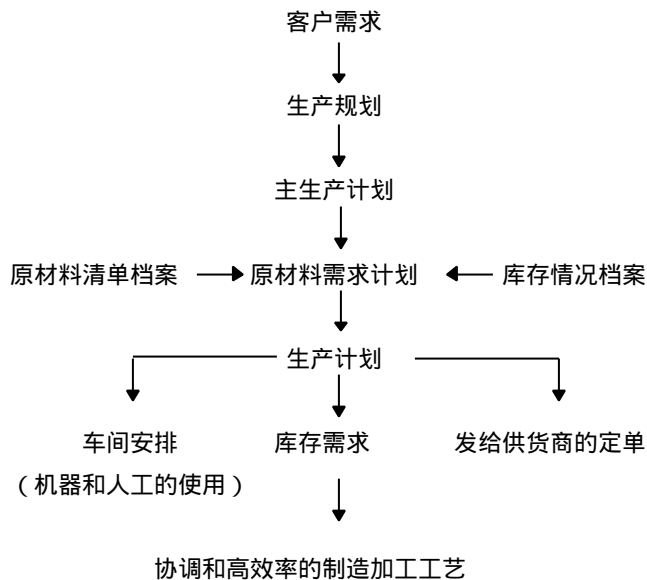 客户需求
生产规划
主生产计划
原材料清单档案 原材料需求计划 库存情况档案
生产计划
车间安排 库存需求 发给供货商的定单
（机器和人工的使用）
协调和高效率的制造加工工艺